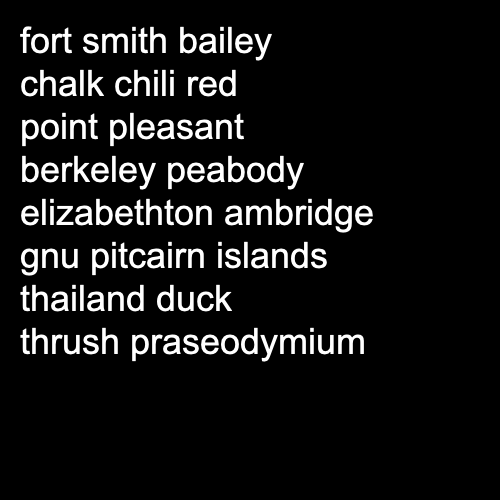 fort smith bailey
chalk chili red
point pleasant
berkeley peabody
elizabethton ambridge
gnu pitcairn islands
thailand duck
thrush praseodymium